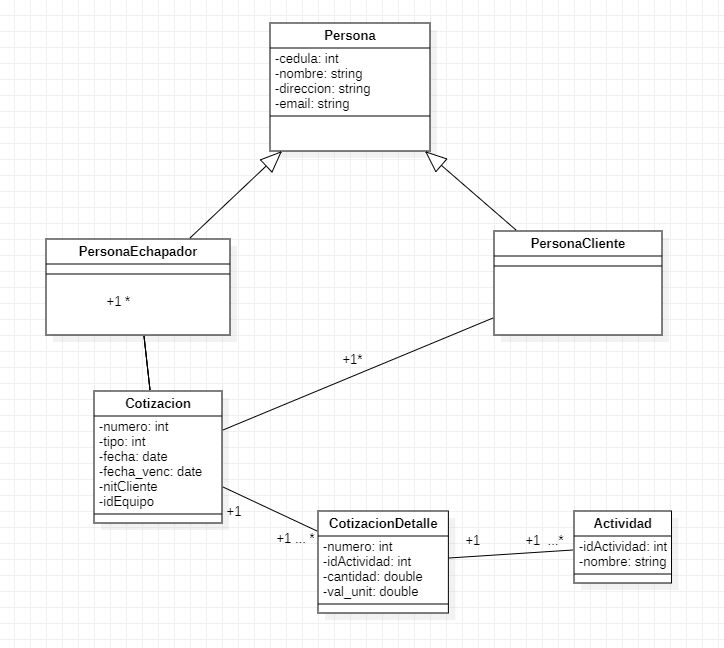 Persona
-cedula: int
-nombre: string
-direccion: string
-email: string
PersonaEchapador
+1 *
PersonaCliente
+1*
Cotizacion
-numero: int
-tipo: int
-fecha: date
-fecha_venc: date
-nitCliente
-idEquipo
+1
+1 ... *
CotizacionDetalle
-numero: int
-idActividad: int
-cantidad: double
-val_unit: double
+1
+1 ...*
Actividad
-idActividad: int
-nombre: string